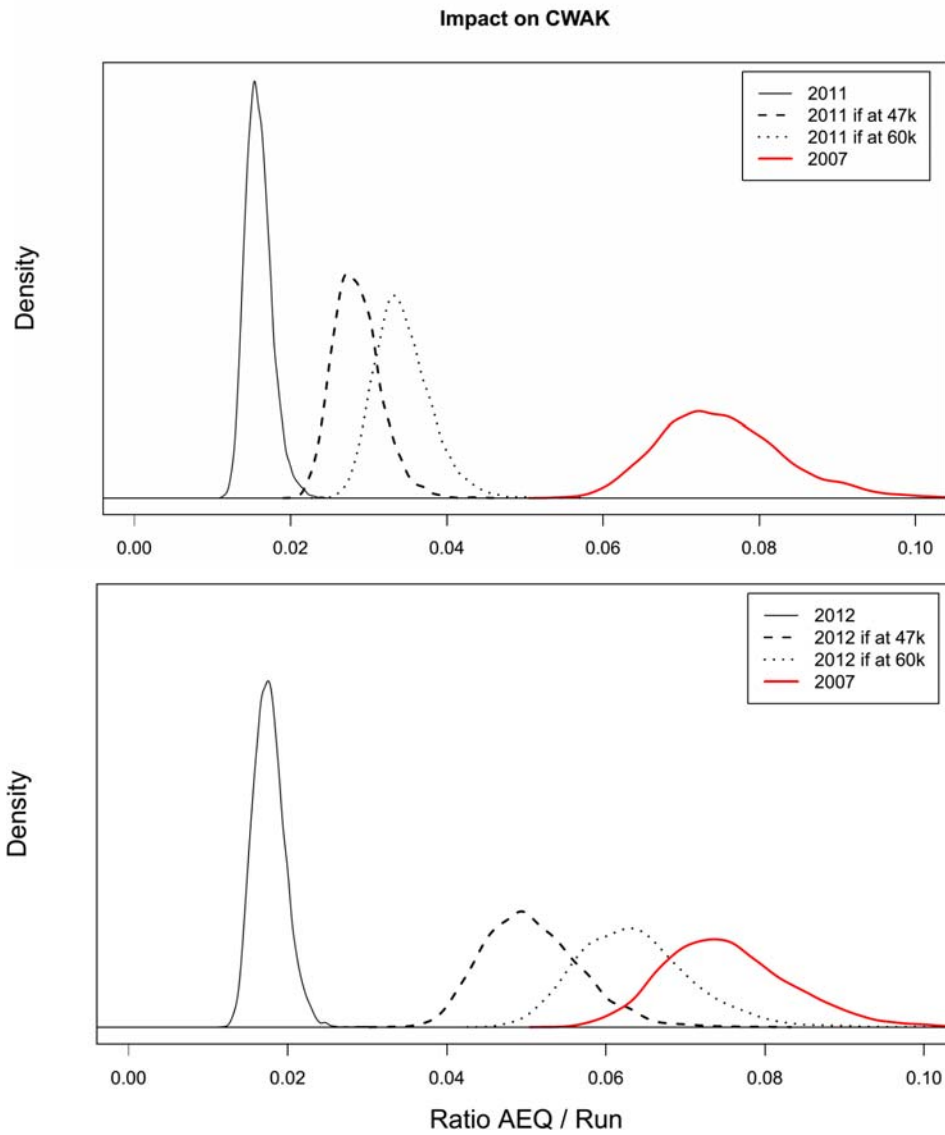 Impact on CWAK
2011
2011 if at 47k
2011 if at 60k
2007
Density
0.00 0.02 0.04 0.06 0.08 0.10
2012
2012 if at 47k
2012 if at 60k
2007
Density
0.00 0.02 0.04 0.06 0.08 0.10
Ratio AEQ / Run